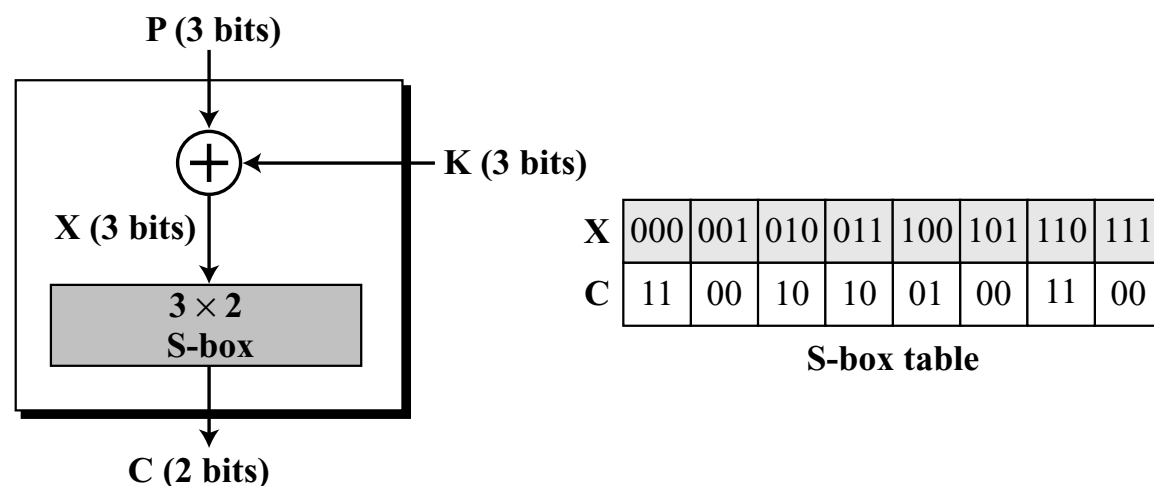 P (3 bits)
K (3 bits)
X (3 bits)
3 × 2
S-box
C (2 bits)
X 000 001 010 011 100 101 110 111
C 11 00 10 10 01 00 11 00
S-box table